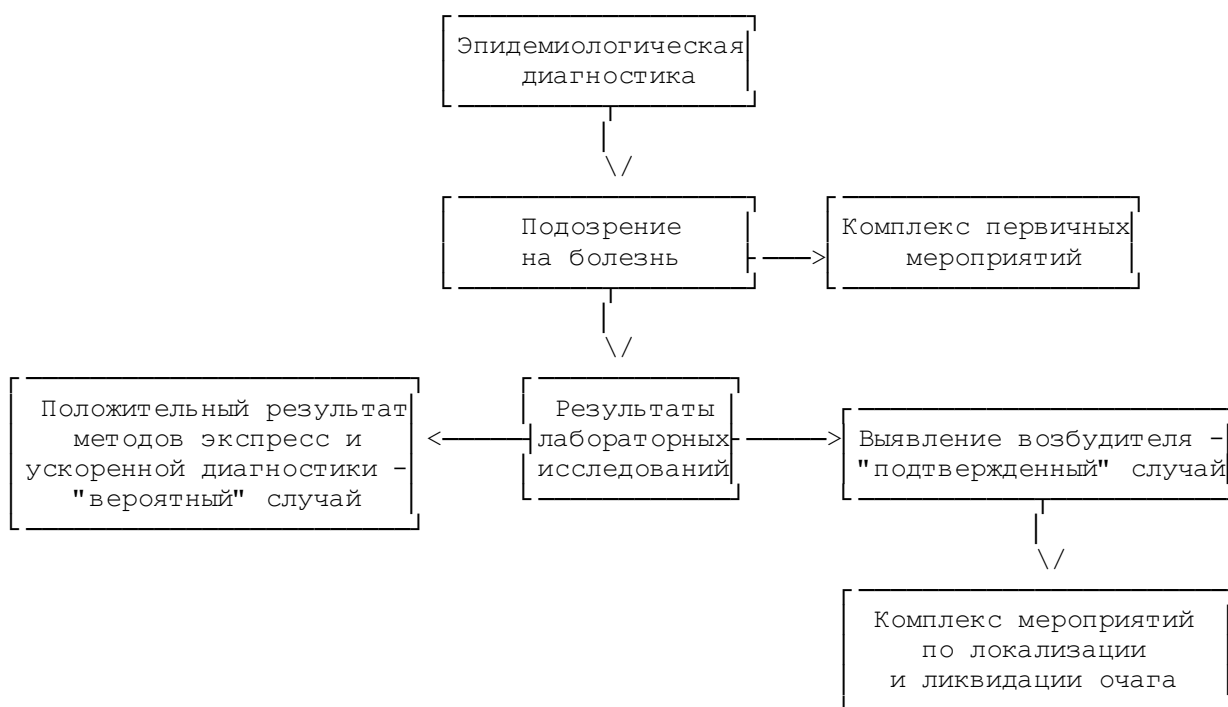 Эпидемиологическая
диагностика
Подозрение
на болезнь
Комплекс первичных
мероприятий
Положительный результат
методов экспресс и
ускоренной диагностики -
"вероятный" случай
Результаты
лабораторных
исследований
Выявление возбудителя -
"подтвержденный" случай
Комплекс мероприятий
по локализации
и ликвидации очага